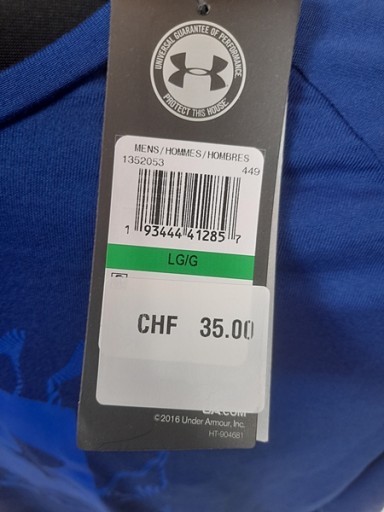 UNIVERSAL GUARANTEE OF PERFORMANCE
PROTECT THIS HOUSE
MENS/HOMMES/HOMBRES
1352053 449
1 93444 41285 7
LG/G
CHF 35.00
©2016 Under Armour, Inc.
HT-904681